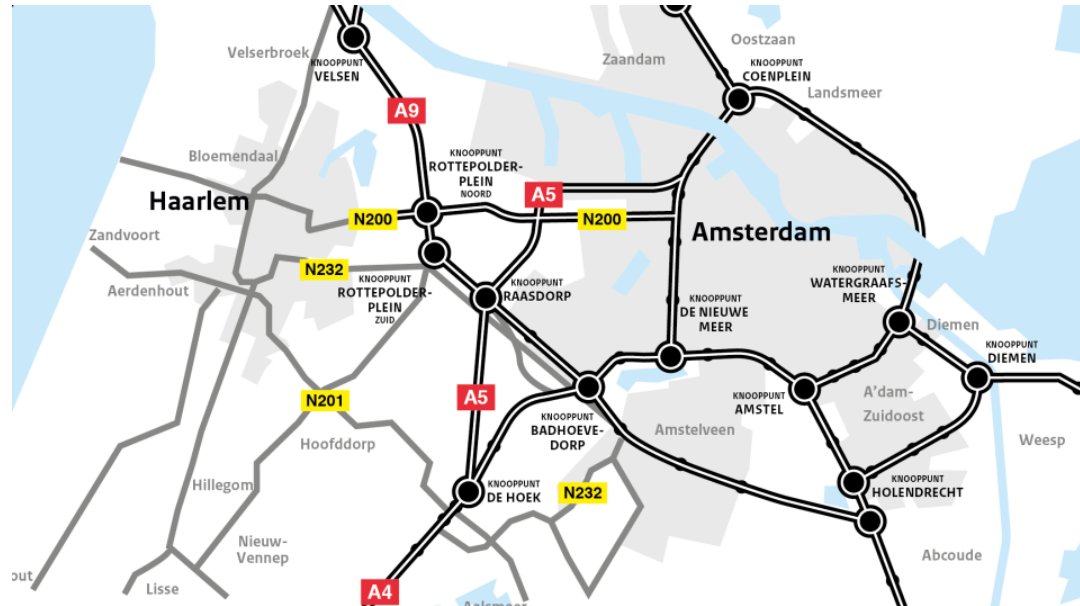 Oostzaan
Velserbroek
Zaandam
KNOOPPUNT
VELSEN
KNOOPPUNT
COENPLEIN
Landsmeer
A9
Bloemendaal
KNOOPPUNT
ROTTEPOLDER-
PLEIN
NOORD
A5
Haarlem
N200
N200
Zandvoort
Amsterdam
N232
KNOOPPUNT
ROTTEPOLDER-
PLEIN
ZUID
KNOOPPUNT
RAASDORP
KNOOPPUNT
WATERGRAAFS-
MEER
Aerdenhout
KNOOPPUNT
DE NIEUWE
MEER
Diemen
KNOOPPUNT
DIEMEN
N201
A5
KNOOPPUNT
AMSTEL
A'dam-
Zuidoost
KNOOPPUNT
BADHOEVE-
DORP
Amstelveen
Weesp
Hoofddorp
Hillegom
KNOOPPUNT
DE HOEK
N232
KNOOPPUNT
HOLENDRECHT
Nieuw-
Vennep
Abcoude
out
Lisse
A4
Aalsmeer